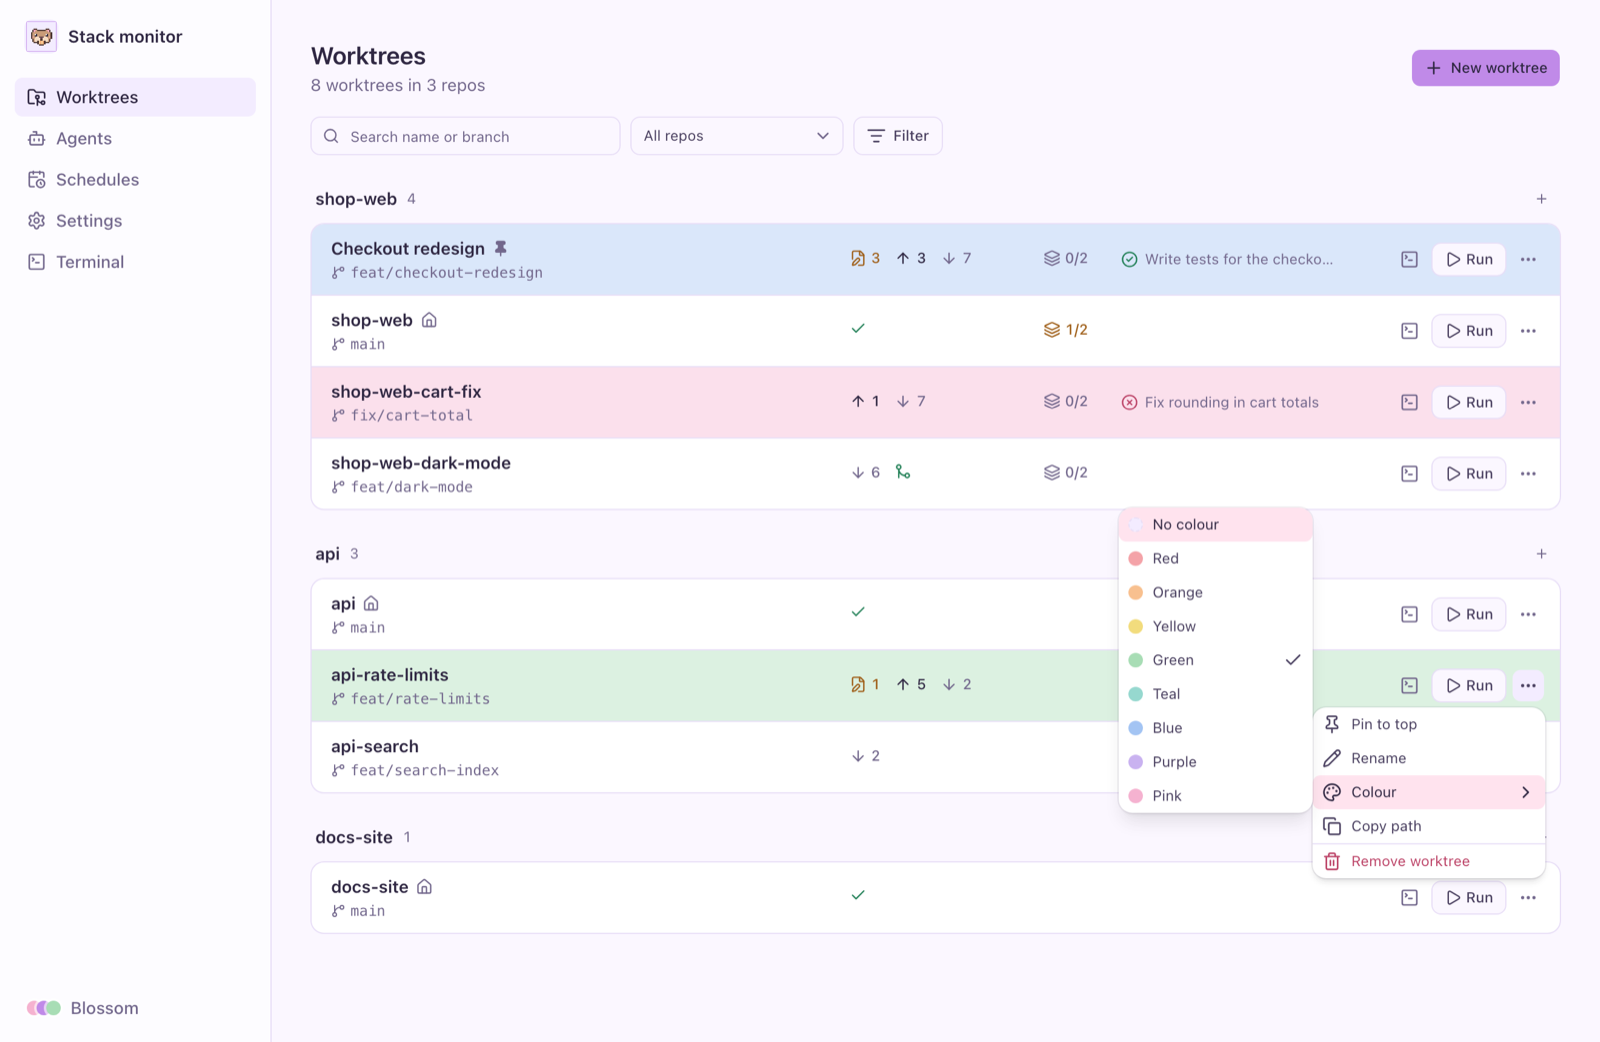 Stack monitor
Worktrees
Agents
Schedules
Settings
Terminal
Blossom
Worktrees
8 worktrees in 3 repos
New worktree
Search name or branch
All repos
Filter
shop-web 4
Checkout redesign
feat/checkout-redesign
3 3 7
0/2
Write tests for the checko...
Run
shop-web
main
1/2
Run
shop-web-cart-fix
fix/cart-total
1 7
0/2
Fix rounding in cart totals
Run
shop-web-dark-mode
feat/dark-mode
6
0/2
Run
api 3
api
main
Run
api-rate-limits
feat/rate-limits
1 5 2
Run
api-search
feat/search-index
2
No colour
Red
Orange
Yellow
Green
Teal
Blue
Purple
Pink
Pin to top
Rename
Colour
Copy path
Remove worktree
docs-site 1
docs-site
main
Run